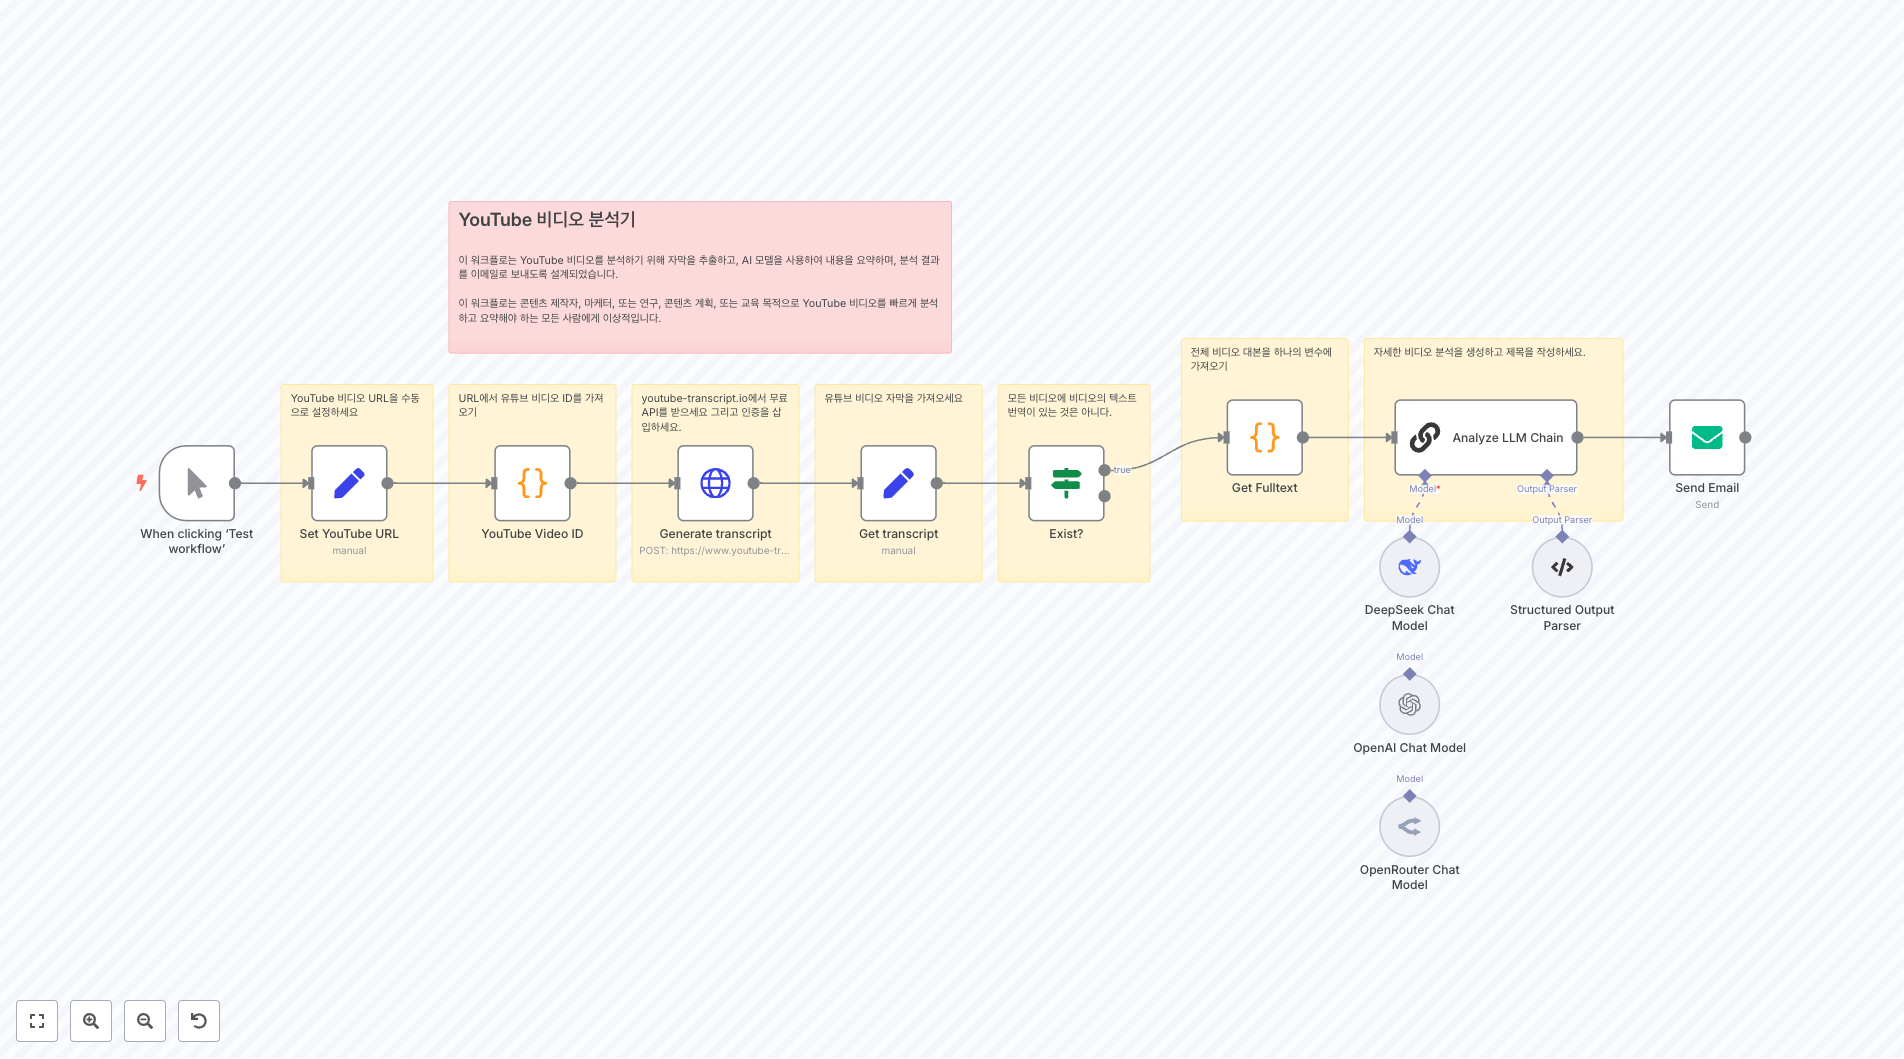 YouTube 비디오 분석기
이 워크플로는 YouTube 비디오를 분석하기 위해 자막을 추출하고, AI 모델을 사용하여 내용을 요약하며, 분석 결과
를 이메일로 보내도록 설계되었습니다.
이 워크플로는 콘텐츠 제작자, 마케터, 또는 연구, 콘텐츠 계획, 또는 교육 목적으로 YouTube 비디오를 빠르게 분석
하고 요약해야 하는 모든 사람에게 이상적입니다.
When clicking ‘Test
workflow’
YouTube 비디오 URL을 수동
으로 설정하세요
Set YouTube URL
manual
URL에서 유튜브 비디오 ID를 가져
오기
YouTube Video ID
youtube-transcript.io에서 무료
API를 받으세요 그리고 인증을 삽
입하세요.
Generate transcript
POST: https://www.youtube-tr...
유튜브 비디오 자막을 가져오세요
Get transcript
manual
모든 비디오에 비디오의 텍스트
번역이 있는 것은 아니다.
Exist?
true
전체 비디오 대본을 하나의 변수에
가져오기
Get Fulltext
자세한 비디오 분석을 생성하고 제목을 작성하세요.
Analyze LLM Chain
Model*
Output Parser
Model
Output Parser
DeepSeek Chat
Model
Structured Output
Parser
Model
OpenAI Chat Model
Model
OpenRouter Chat
Model
Send Email
Send